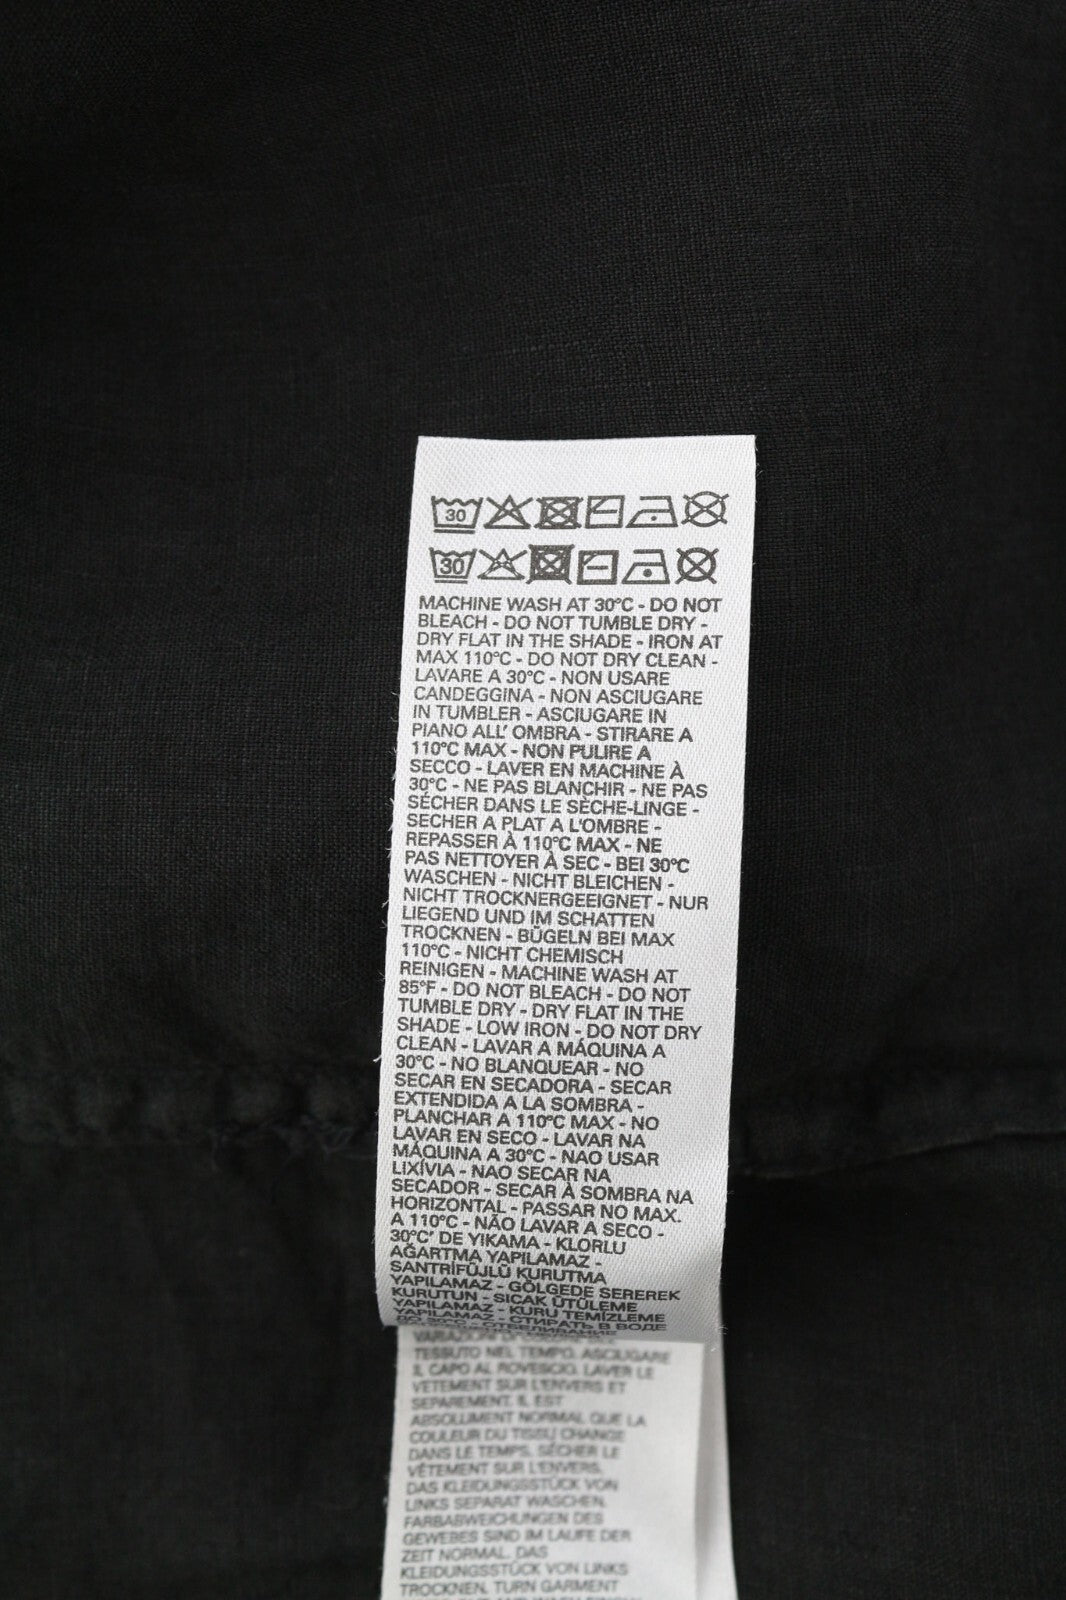 30
30
MACHINE WASH AT 30°C - DO NOT
BLEACH - DO NOT TUMBLE DRY -
DRY FLAT IN THE SHADE - IRON AT
MAX 110°C - DO NOT DRY CLEAN -
LAVARE A 30°C - NON USARE
CANDEGGINA - NON ASCIUGARE
IN TUMBLER - ASCIUGARE IN
PIANO ALL' OMBRA - STIRARE A
110°C MAX - NON PULIRE A
SECCO - LAVER EN MACHINE À
30°C - NE PAS BLANCHIR - NE PAS
SÉCHER DANS LE SÈCHE-LINGE -
SECHER A PLAT A L'OMBRE -
REPASSER À 110°C MAX - NE
PAS NETTOYER À SEC - BEI 30°C
WASCHEN - NICHT BLEICHEN -
NICHT TROCKNERGEEIGNET - NUR
LIEGEND UND IM SCHATTEN
TROCKNEN - BÜGELN BEI MAX
110°C - NICHT CHEMISCH
REINIGEN - MACHINE WASH AT
85°F - DO NOT BLEACH - DO NOT
TUMBLE DRY - DRY FLAT IN THE
SHADE - LOW IRON - DO NOT DRY
CLEAN - LAVAR A MÁQUINA A
30°C - NO BLANQUEAR - NO
SECAR EN SECADORA - SECAR
EXTENDIDA A LA SOMBRA -
PLANCHAR A 110°C MAX - NO
LAVAR EN SECO - LAVAR NA
MÁQUINA A 30°C - NAO USAR
LIXÍVIA - NAO SECAR NA
SECADOR - SECAR À SOMBRA NA
HORIZONTAL - PASSAR NO MAX.
A 110°C - NÃO LAVAR A SECO -
30°C' DE YIKAMA - KLORLU
AĞARTMA YAPILAMAZ -
SANTRİFÜJLÜ KURUTMA
YAPILAMAZ - GÖLGEDE SEREREK
KURUTUN - SICAK ÜTÜLEME
YAPILAMAZ - KURU TEMİZLEME
YAPILAMAZ - СТИРАТЬ В ВОДЕ
ДО 30°C - ОТБЕЛИВАНИЕ
VARIAZIONI DI
TESSUTO NEL TEMPO. ASCIUGARE
IL CAPO AL ROVESCIO. LAVER LE
VETEMENT SUR L'ENVERS ET
SEPAREMENT. IL EST
ABSOLUMENT NORMAL QUE LA
COULEUR DU TISSU CHANGE
DANS LE TEMPS. SÉCHER LE
VÊTEMENT SUR L'ENVERS.
DAS KLEIDUNGSSTÜCK VON
LINKS SEPARAT WASCHEN.
FARBABWEICHUNGEN DES
GEWEBES SIND IM LAUFE DER
ZEIT NORMAL. DAS
KLEIDUNGSSTÜCK VON LINKS
TROCKNEN. TURN GARMENT